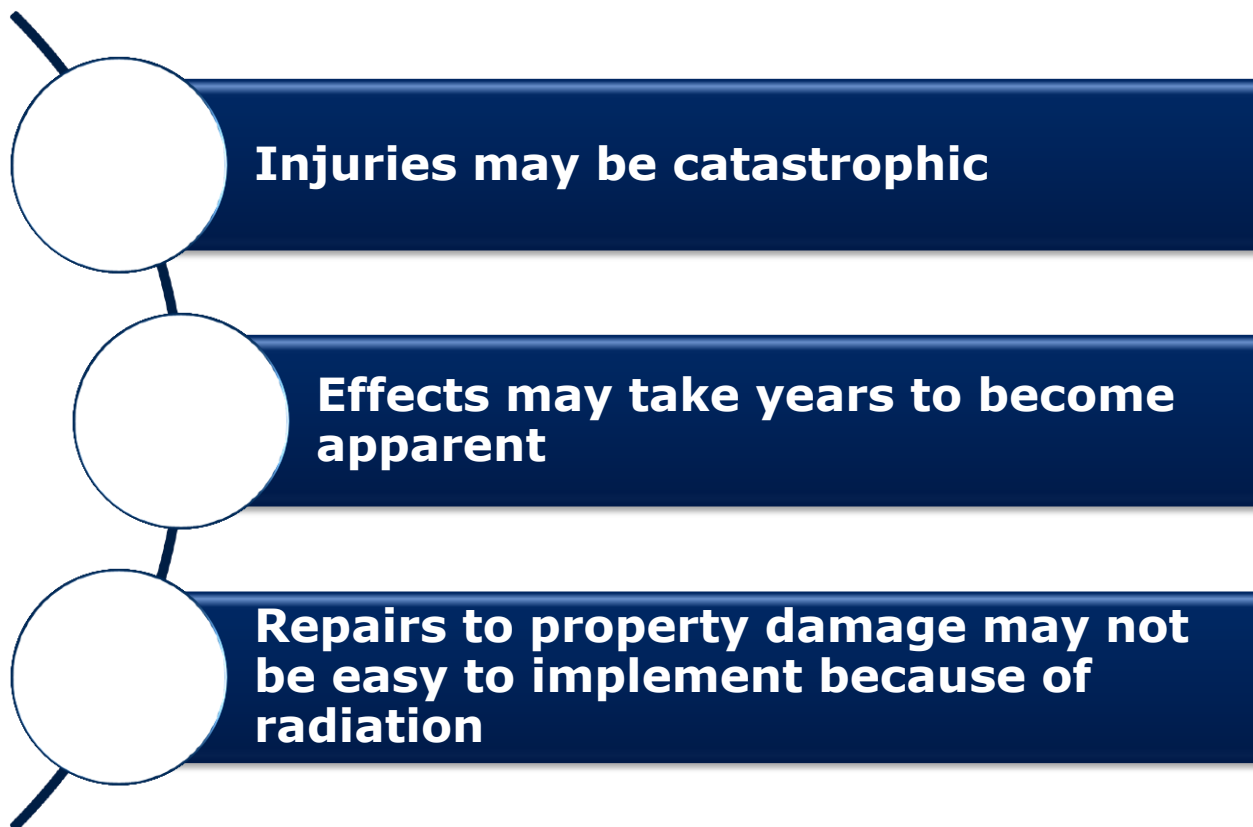 Injuries may be catastrophic
Effects may take years to become
apparent
Repairs to property damage may not
be easy to implement because of
radiation